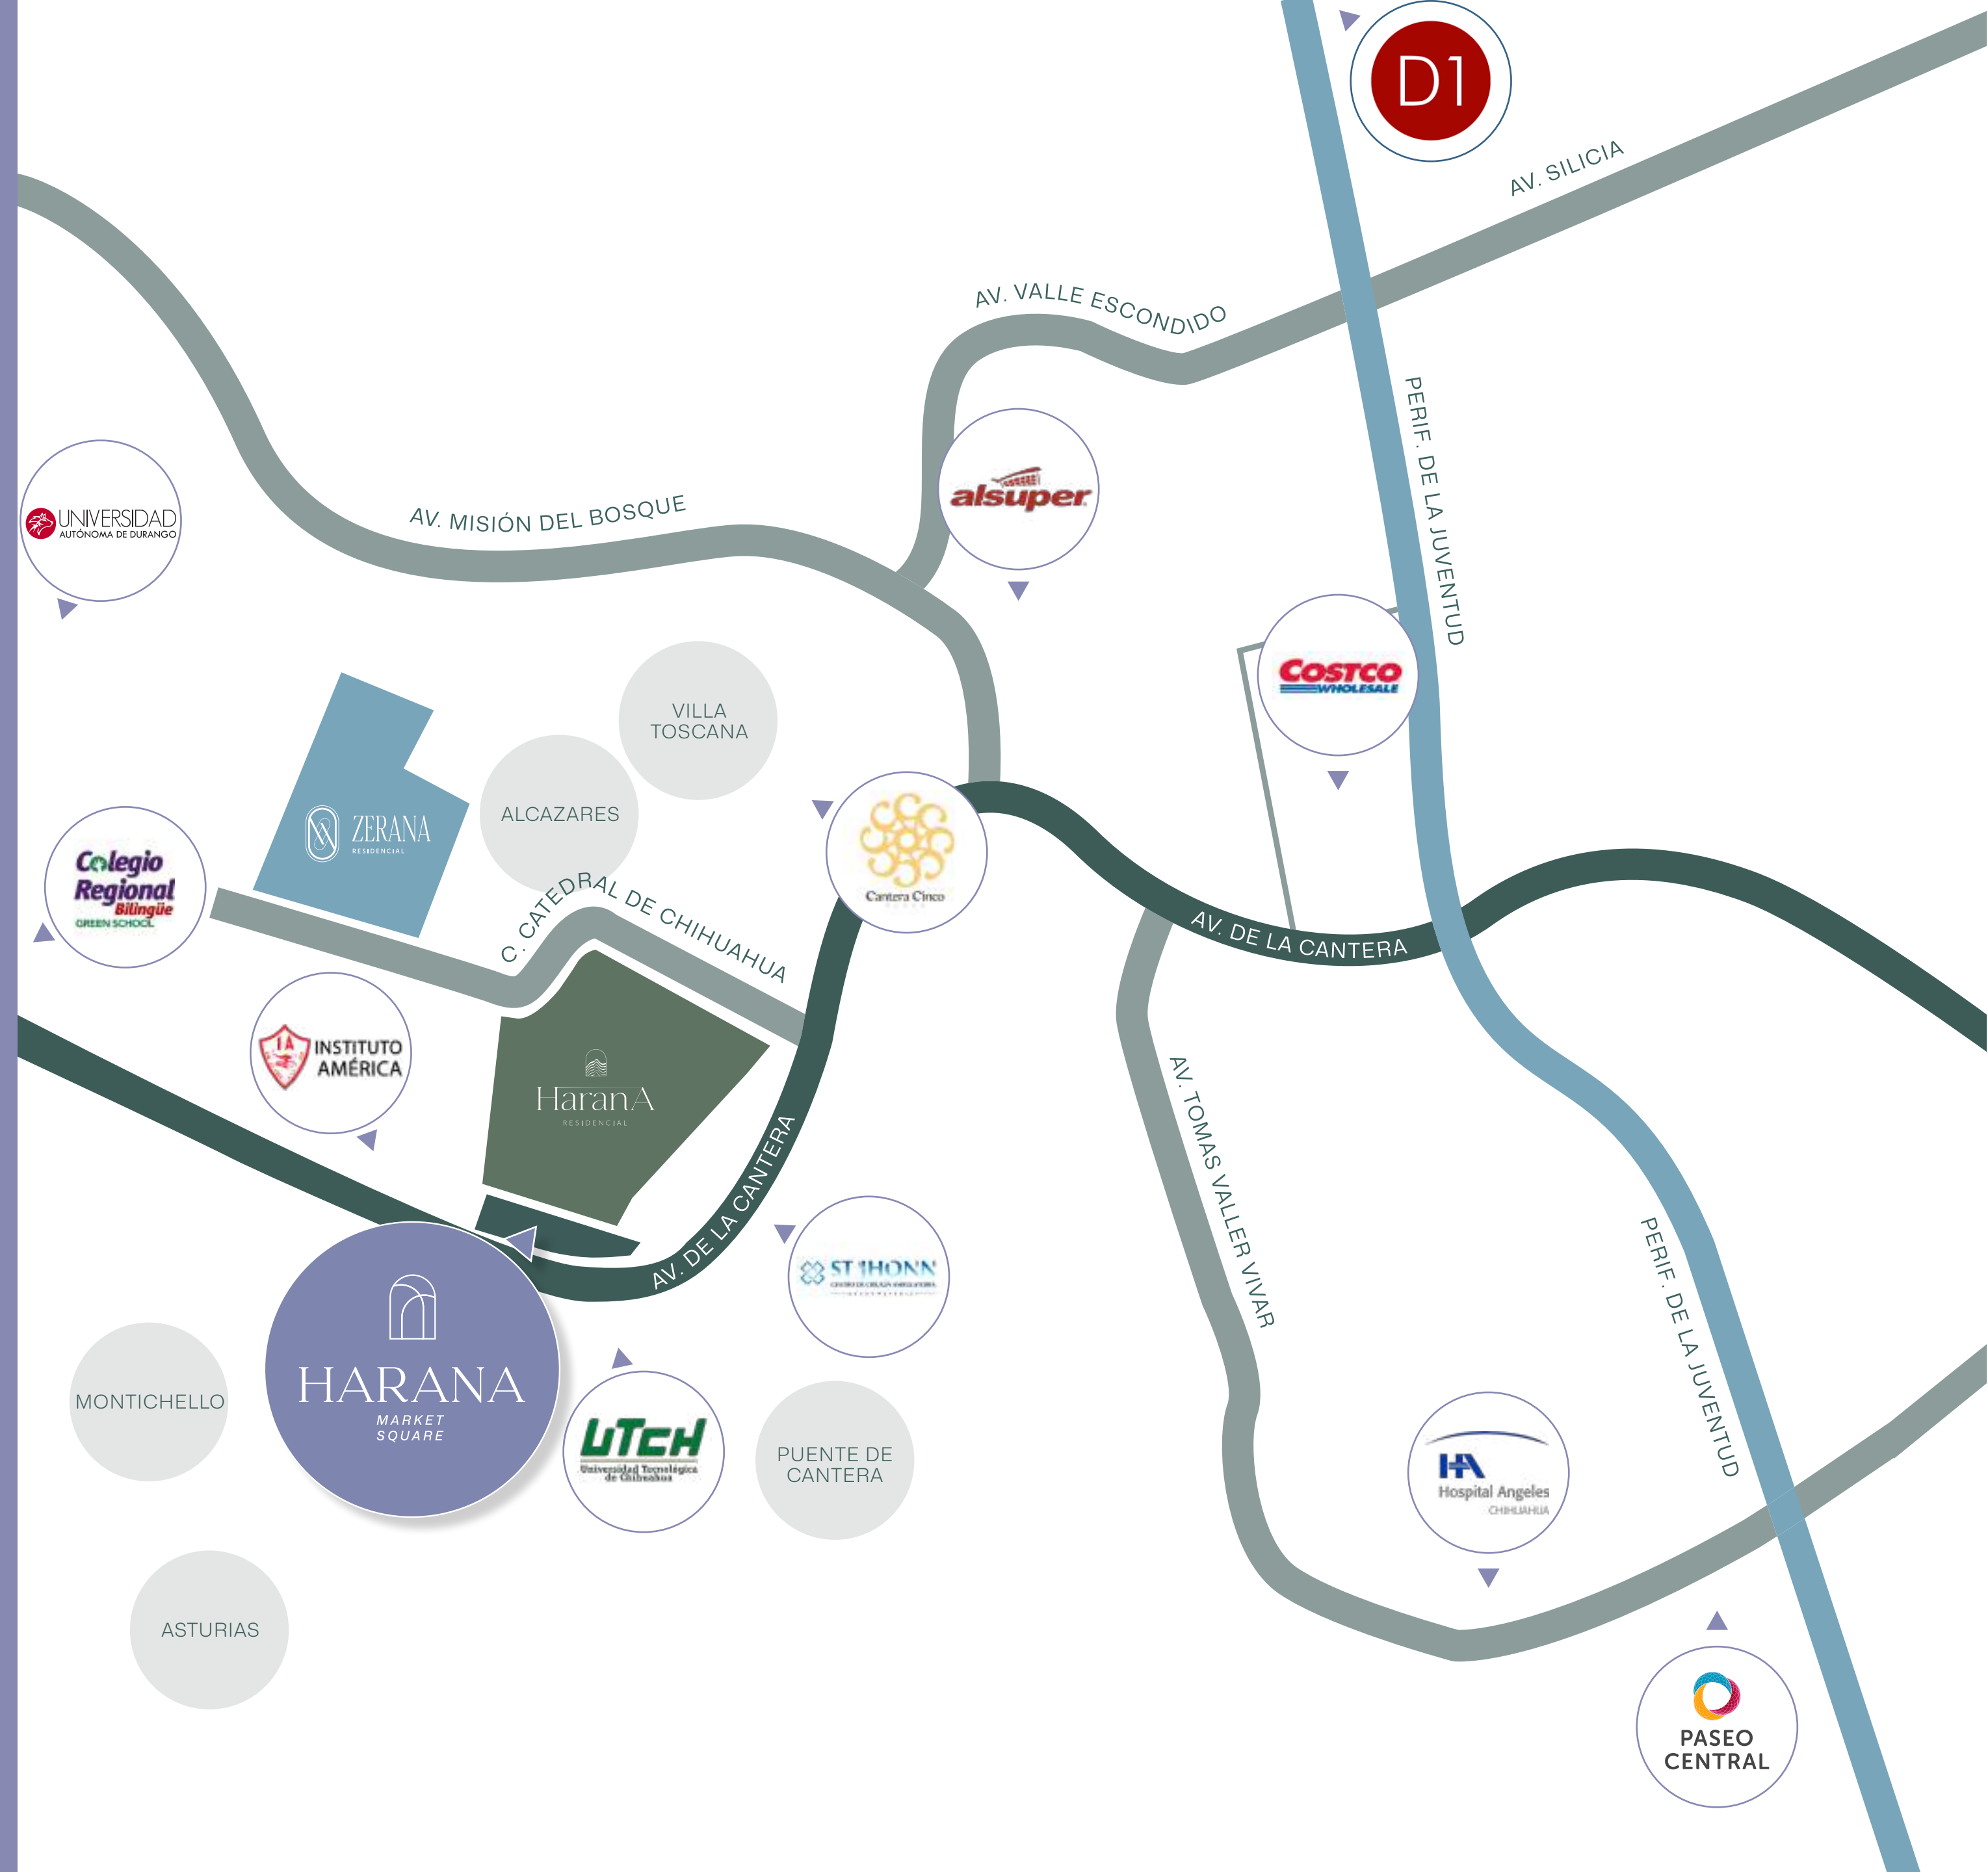 D1
AV. SILICIA
AV. VALLE ESCONDIDO
PERIF. DE LA JUVENTUD
alsuper
AV. MISIÓN DEL BOSQUE
UNIVERSIDAD
AUTÓNOMA DE DURANGO
COSTCO
WHOLESALE
VILLA
TOSCANA
ALCAZARES
ZERANA
RESIDENCIAL
Colegio
Regional
Bilingüe
GREEN SCHOOL
Cantera Cinco
C. CATEDRAL DE CHIHUAHUA
AV. DE LA CANTERA
IA
INSTITUTO
AMÉRICA
HaranA
RESIDENCIAL
AV. DE LA CANTERA
AV. TOMAS VALLER VIVAR
ST JHONN
PERIF. DE LA JUVENTUD
HARANA
MARKET
SQUARE
MONTICHELLO
UTCH
Universidad Tecnológica
de Chihuahua
PUENTE DE
CANTERA
HA
Hospital Angeles
CHIHUAHUA
ASTURIAS
PASEO
CENTRAL